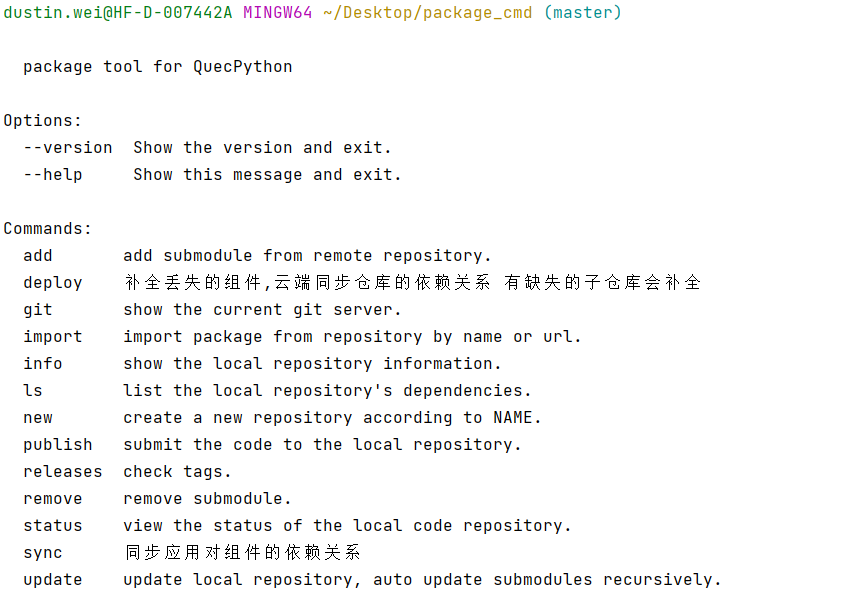 dustin.wei@HF-D-007442A MINGW64 ~/Desktop/package_cmd (master)
package tool for QuecPython
Options:
--version  Show the version and exit.
--help     Show this message and exit.
Commands:
add       add submodule from remote repository.
deploy    补全丢失的组件,云端同步仓库的依赖关系 有缺失的子仓库会补全
git       show the current git server.
import    import package from repository by name or url.
info      show the local repository information.
ls        list the local repository's dependencies.
new       create a new repository according to NAME.
publish   submit the code to the local repository.
releases  check tags.
remove    remove submodule.
status    view the status of the local code repository.
sync      同步应用对组件的依赖关系
update    update local repository, auto update submodules recursively.